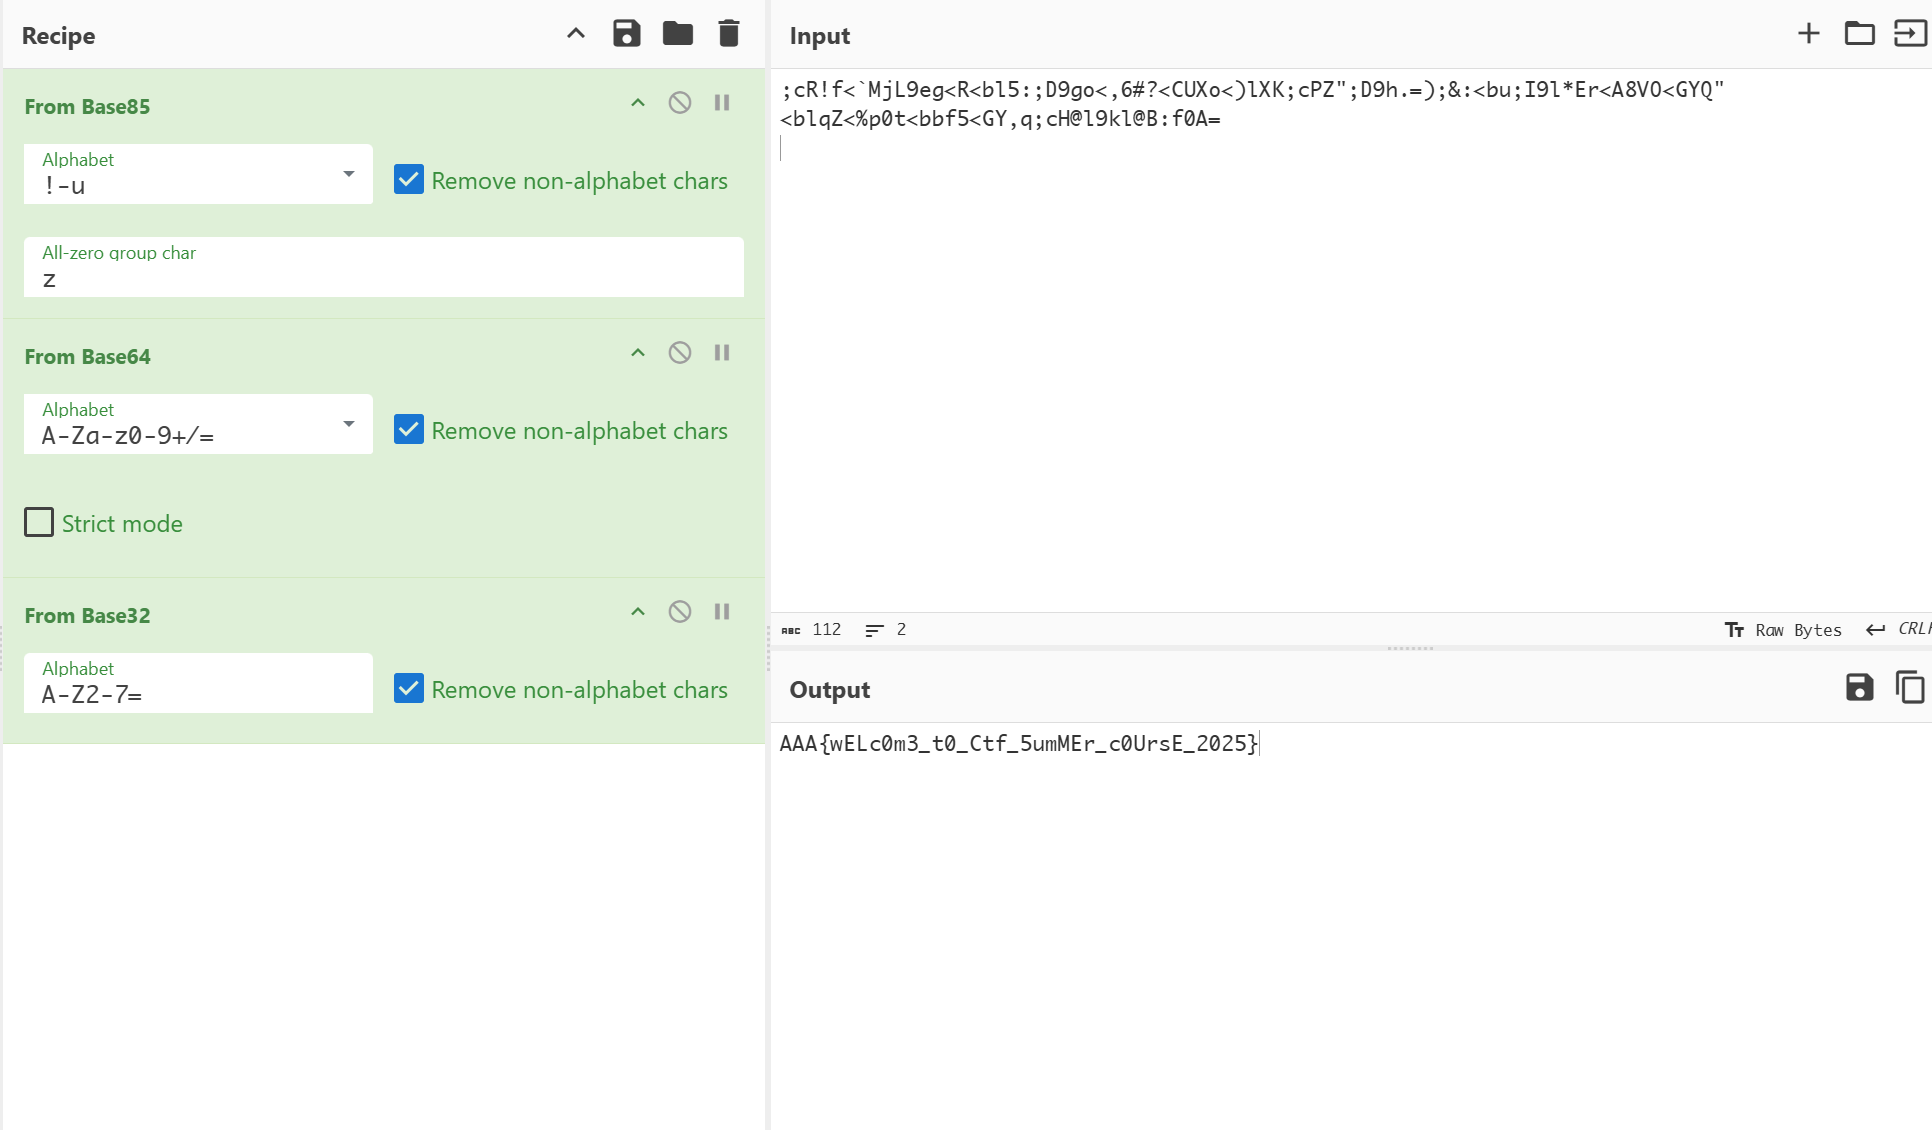 Recipe
From Base85
Alphabet
!-u
Remove non-alphabet chars
All-zero group char
z
From Base64
Alphabet
A-Za-z0-9+/=
Remove non-alphabet chars
Strict mode
From Base32
Alphabet
A-Z2-7=
Remove non-alphabet chars
Input
;cR!f<`MjL9eg<R<bl5:;D9go<,6#?<CUXo<)lXK;cPZ";D9h.=);&:<bu;I9l*Er<A8VO<GYQ"
<blqZ<%p0t<bbf5<GY,q;cH@l9kl@B:f0A=
ABC 112 2
Raw Bytes
Output
AAA{wELc0m3_t0_Ctf_5umMEr_c0UrsE_2025}